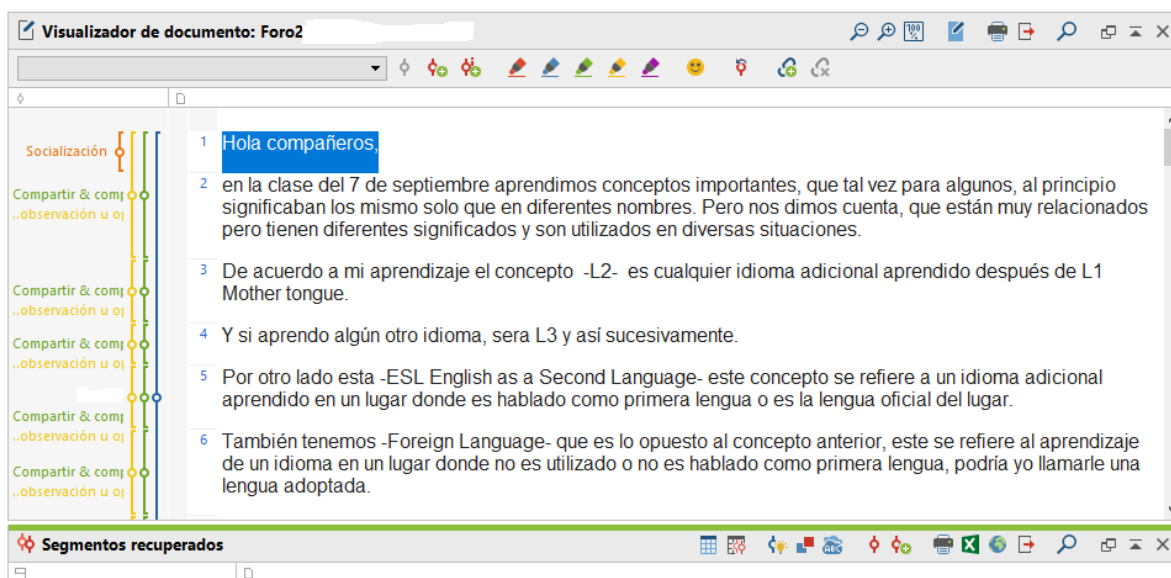 Visualizador de documento: Foro2
Socialización
1 Hola compañeros,
Compartir & comp
..observación u op
2 en la clase del 7 de septiembre aprendimos conceptos importantes, que tal vez para algunos, al principio
significaban los mismo solo que en diferentes nombres. Pero nos dimos cuenta, que están muy relacionados
pero tienen diferentes significados y son utilizados en diversas situaciones.
Compartir & comp
..observación u op
3 De acuerdo a mi aprendizaje el concepto -L2- es cualquier idioma adicional aprendido después de L1
Mother tongue.
Compartir & comp
..observación u op
4 Y si aprendo algún otro idioma, sera L3 y así sucesivamente.
5 Por otro lado esta -ESL English as a Second Language- este concepto se refiere a un idioma adicional
aprendido en un lugar donde es hablado como primera lengua o es la lengua oficial del lugar.
Compartir & comp
..observación u op
6 También tenemos -Foreign Language- que es lo opuesto al concepto anterior, este se refiere al aprendizaje
de un idioma en un lugar donde no es utilizado o no es hablado como primera lengua, podría yo llamarle una
lengua adoptada.
Compartir & comp
..observación u op
Segmentos recuperados